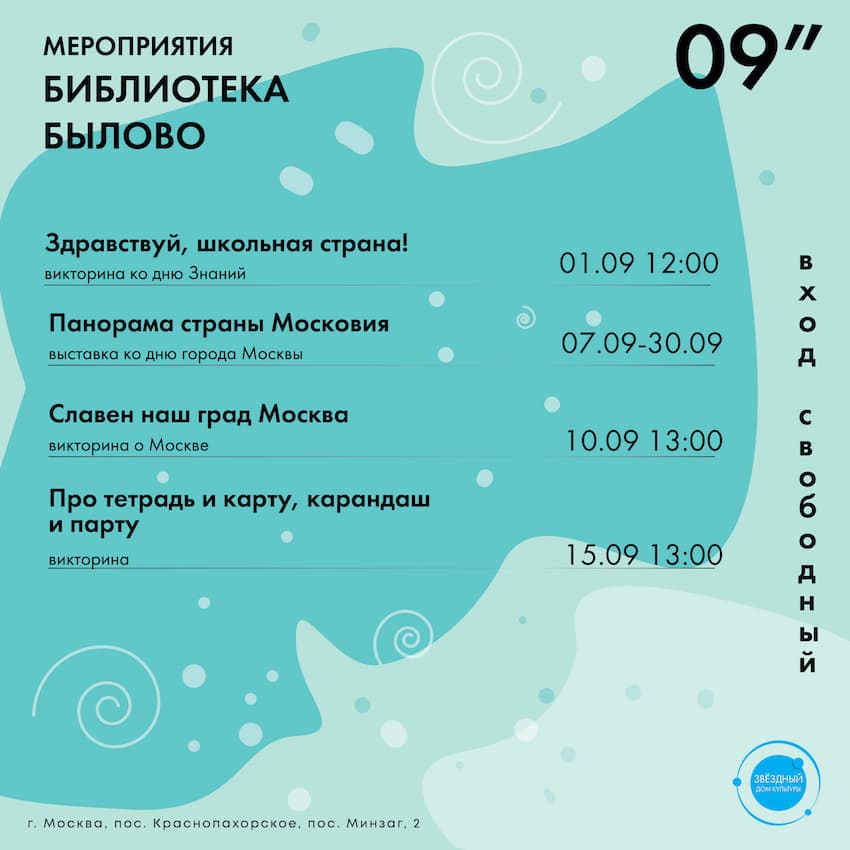 МЕРОПРИЯТИЯ
БИБЛИОТЕКА
БЫЛОВО
09”
Здравствуй, школьная страна!
викторина ко дню Знаний
01.09 12:00
Панорама страны Московия
выставка ко дню города Москвы
07.09-30.09
Славен наш град Москва
викторина о Москве
10.09 13:00
Про тетрадь и карту, карандаш
и парту
викторина
15.09 13:00
вход свободный
ЗВЁЗДНЫЙ
ДОМ КУЛЬТУРЫ
г. Москва, пос. Краснопахорское, пос. Минзаг, 2